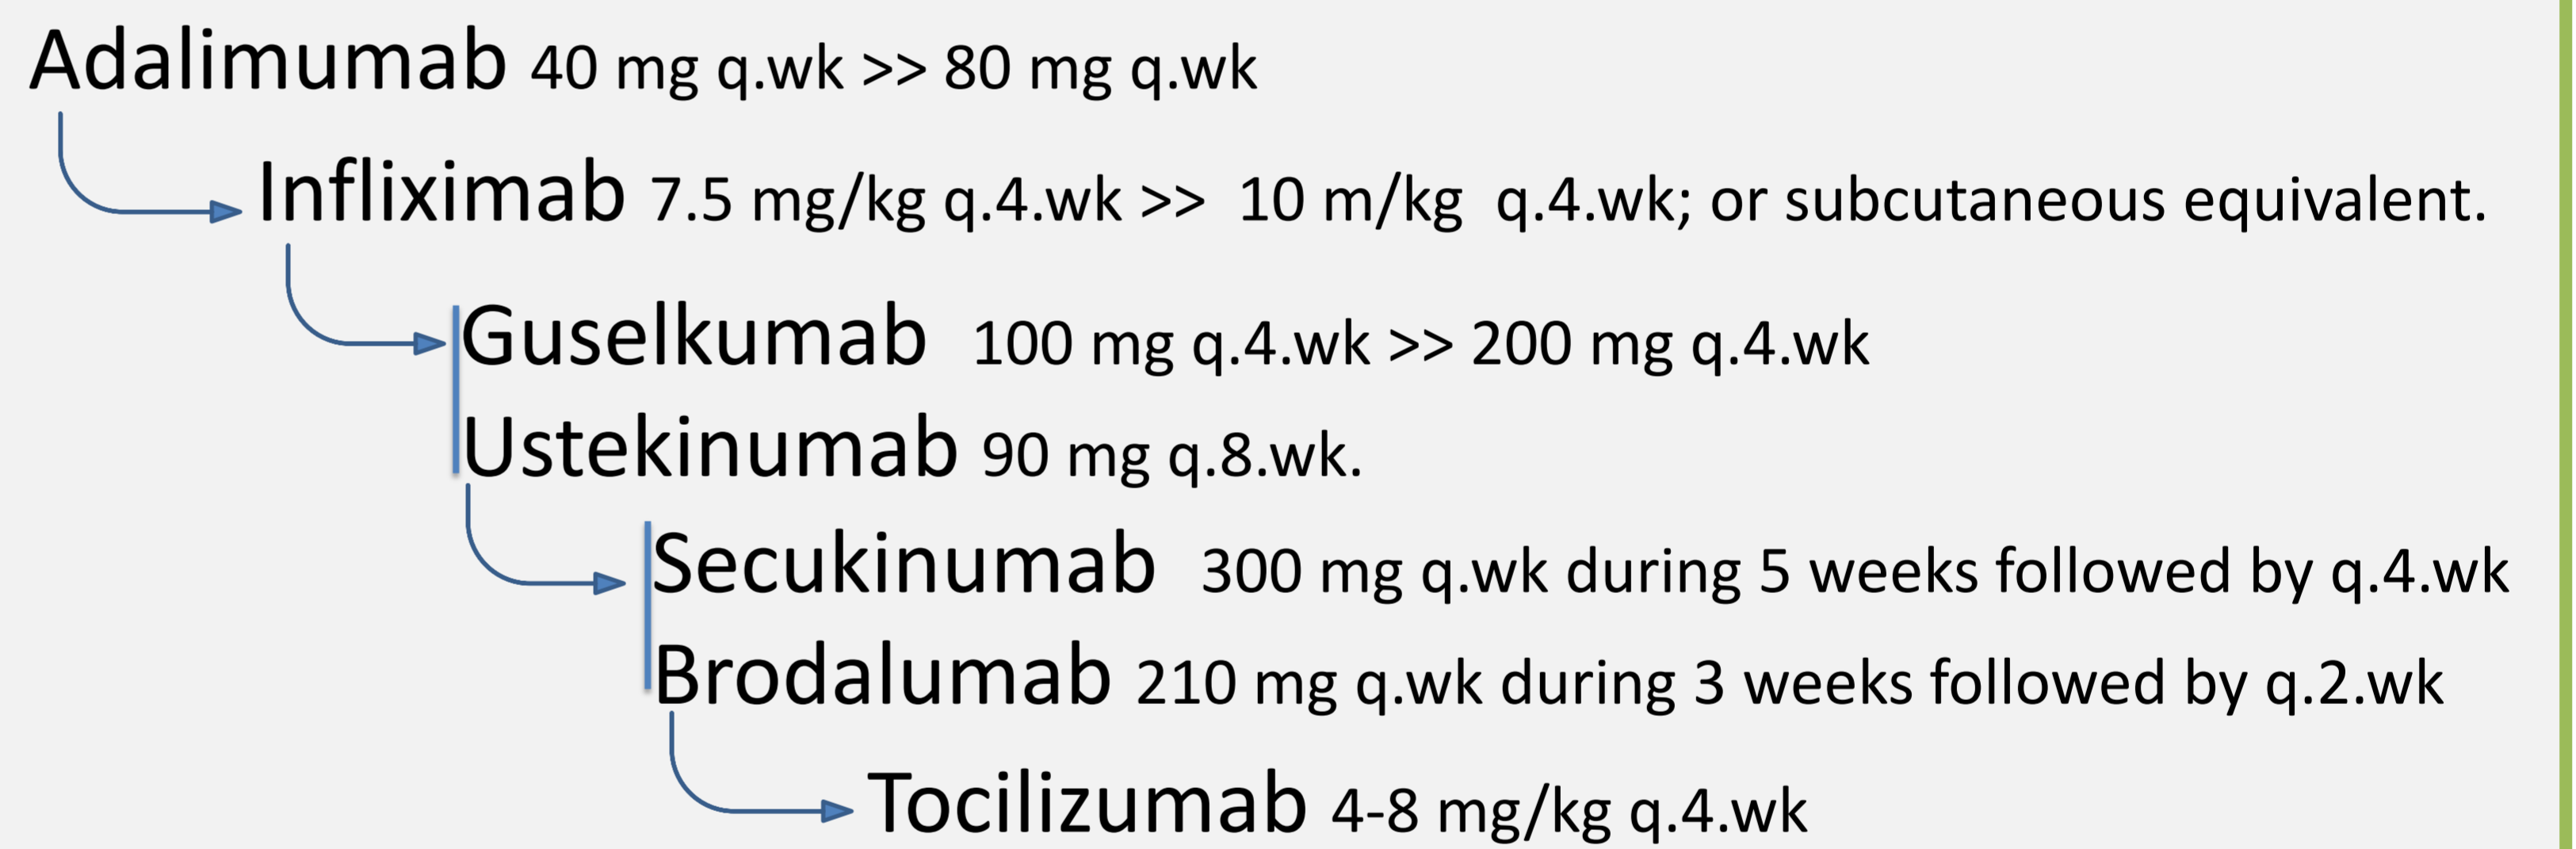 Adalimumab 40 mg q.wk >> 80 mg q.wk
Infliximab 7.5 mg/kg q.4.wk >> 10 m/kg q.4.wk; or subcutaneous equivalent.
Guselkumab 100 mg q.4.wk >> 200 mg q.4.wk
Ustekinumab 90 mg q.8.wk.
Secukinumab 300 mg q.wk during 5 weeks followed by q.4.wk
Brodalumab 210 mg q.wk during 3 weeks followed by q.2.wk
Tocilizumab 4-8 mg/kg q.4.wk